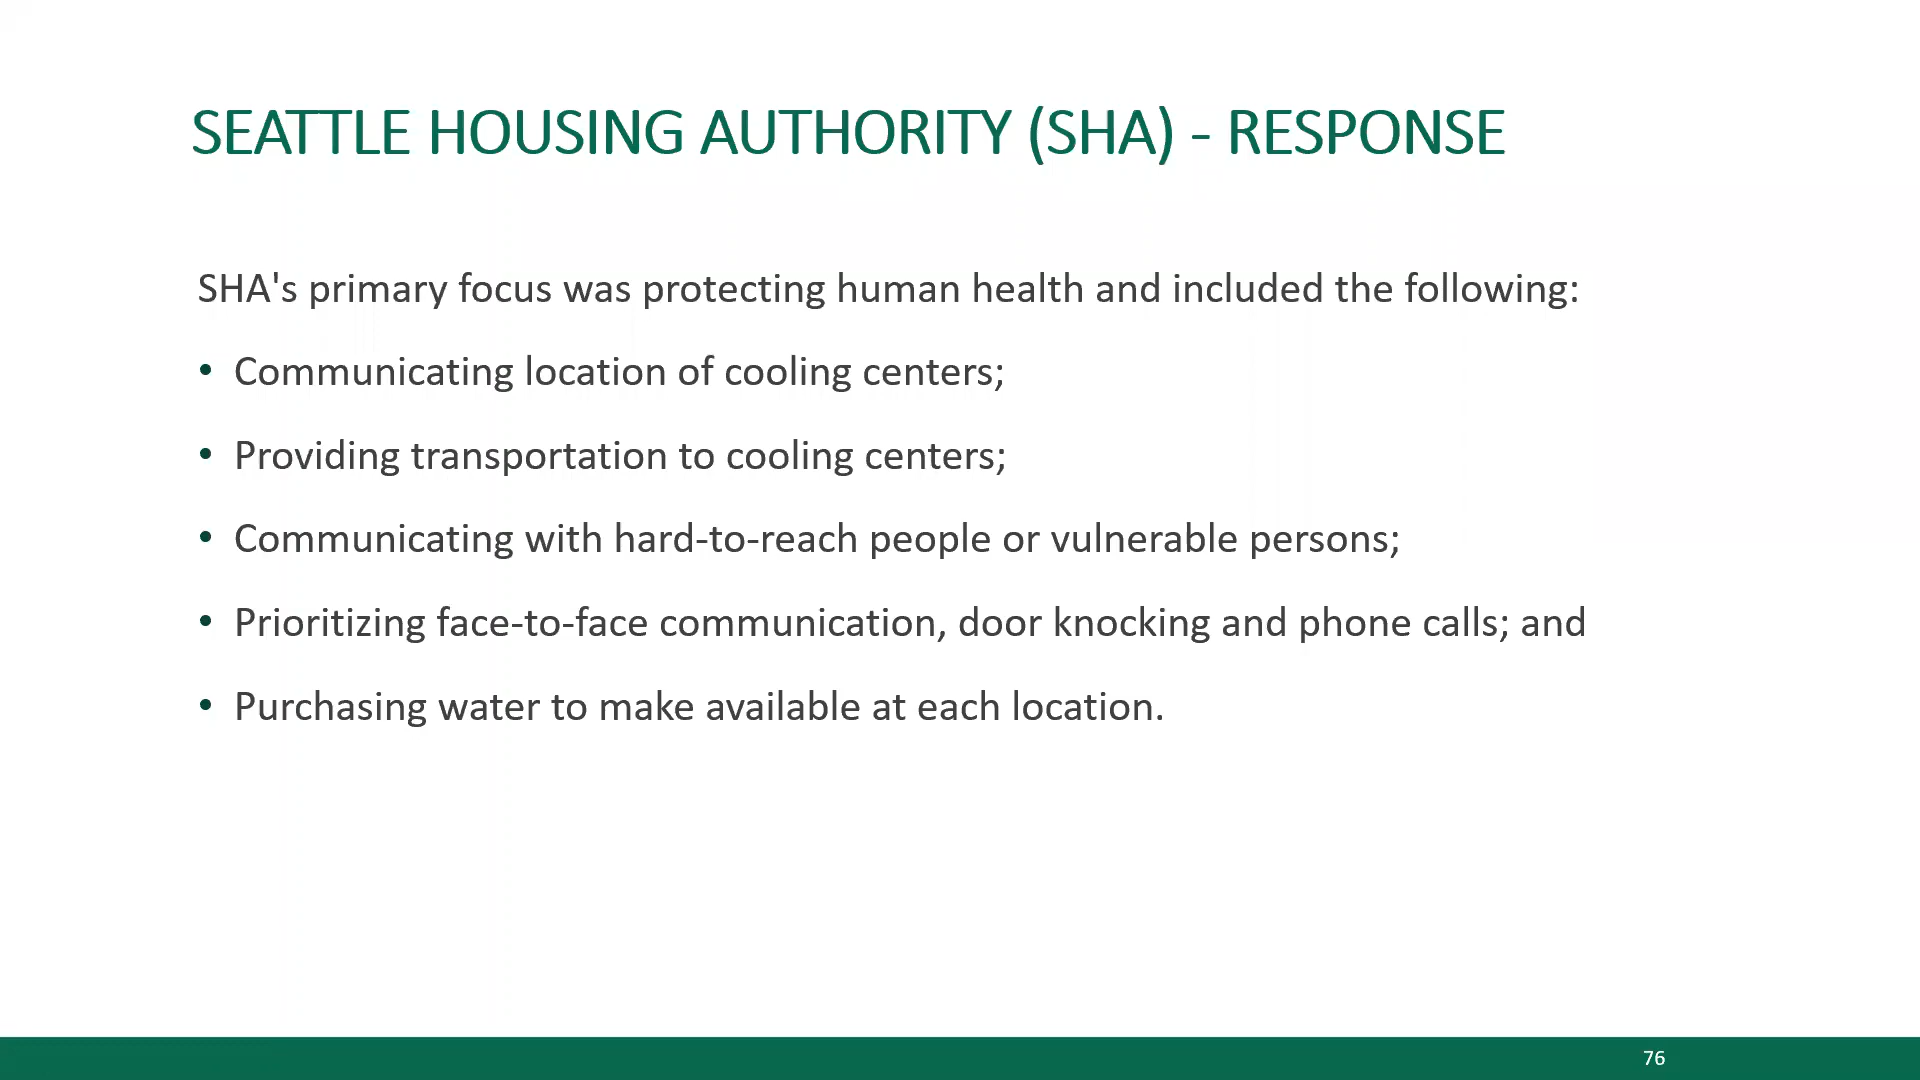 SEATTLE HOUSING AUTHORITY (SHA) - RESPONSE
SHA's primary focus was protecting human health and included the following:
• Communicating location of cooling centers;
• Providing transportation to cooling centers;
• Communicating with hard-to-reach people or vulnerable persons;
• Prioritizing face-to-face communication, door knocking and phone calls; and
• Purchasing water to make available at each location.
76